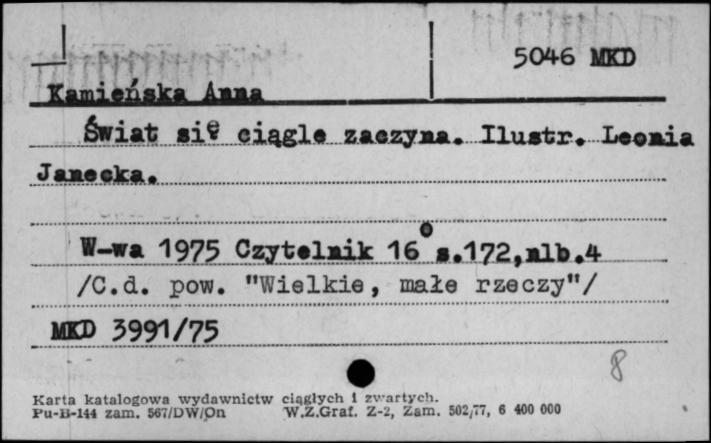 5046 MKD
Kamieńska Anna
Świat się ciągle zaczyna. Ilustr. Leonia
Janecka.
W-wa 1975 Czytelnik 16° s.172,nlb.4
/C.d. pow. "Wielkie, małe rzeczy"/
MKD 3991/75
8
Karta katalogowa wydawnictw ciągłych i zwartych.
Pu-B-144 zam. 567/DW/On W.Z.Graf. Z-2, Zam. 502/77, 6 400 000